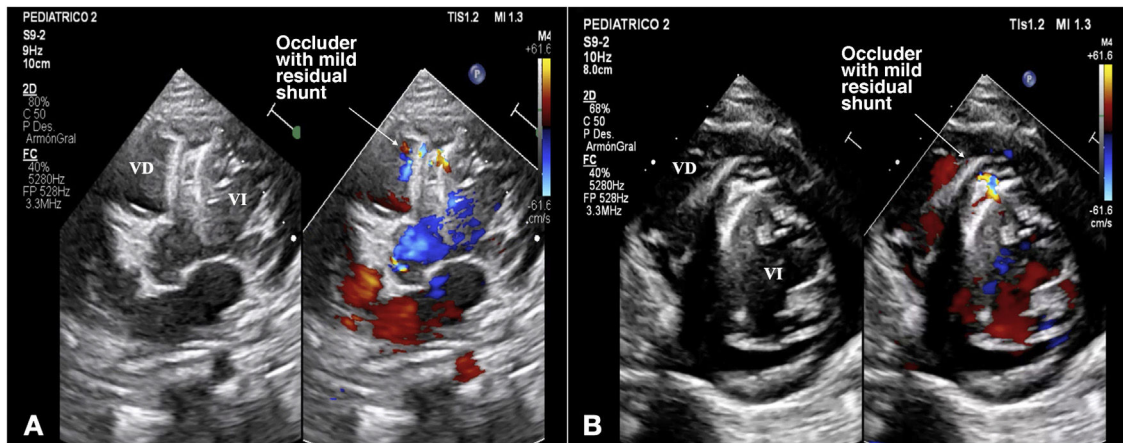 PEDIATRICO 2
TIS1.2 MI 1.3
S9-2
9Hz
10cm
2D
80%
C 50
P Des.
ArmónGral
FC
40%
5280Hz
FP 528Hz
3.3MHz
Occluder
with mild
residual
shunt
P
M4
+61.6
-61.6
cm/s
VD
VI
A
PEDIATRICO 2
TIs1.2 MI 1.3
S9-2
10Hz
8.0cm
2D
68%
C 50
P Des.
ArmónGral
FC
40%
5280Hz
FP 528Hz
3.3MHz
Occluder
with mild
residual
shunt
P
M4
+61.6
-61.6
cm/s
VD
VI
B